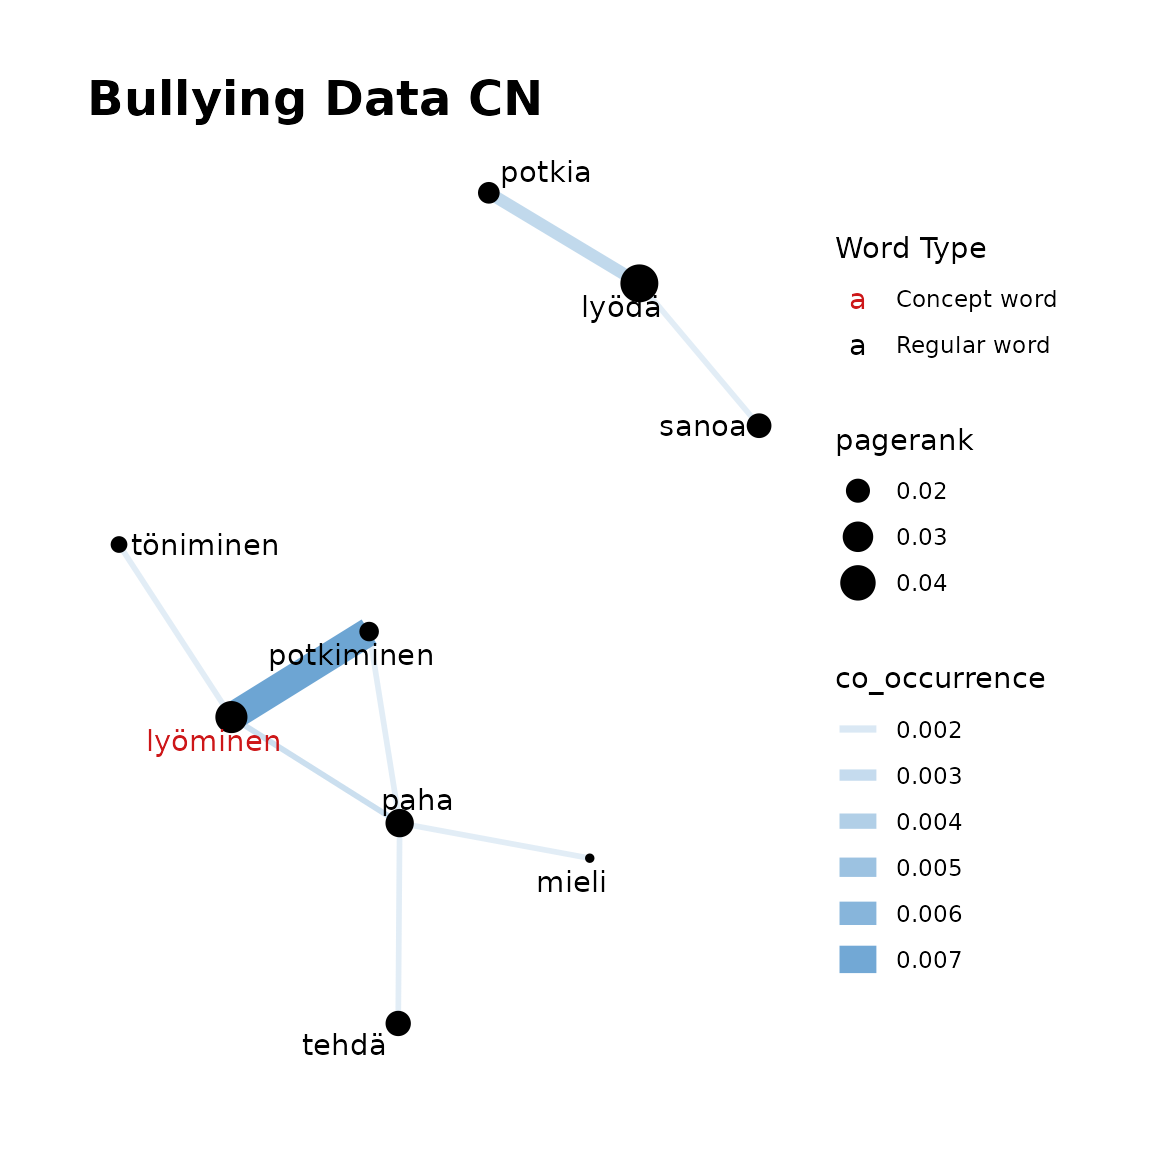 Bullying Data CN
potkia
lyödä
sanoa
töniminen
potkiminen
lyöminen
paha
mieli
tehdä
Word Type
a Concept word
a Regular word
pagerank
0.02
0.03
0.04
co_occurrence
0.002
0.003
0.004
0.005
0.006
0.007